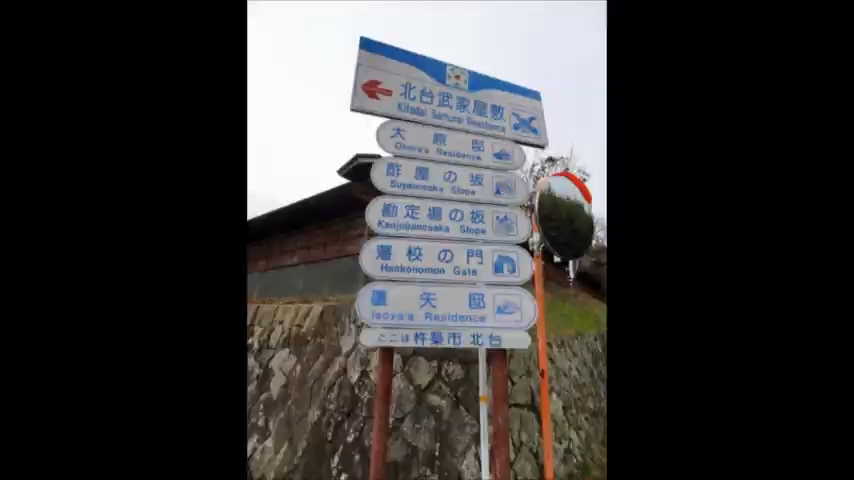 北台武家屋敷
Kitadai Samurai Residence
大原邸
Ohara's Residence
酢屋の坂
Suyanosaka Slope
勘定場の坂
Kanjobanosaka Slope
藩校の門
Hankonomon Gate
磯矢邸
Isoya's Residence
ここは杵築市北台